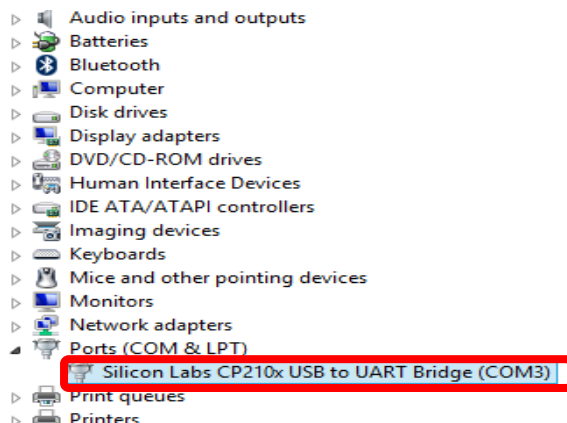 Audio inputs and outputs
Batteries
Bluetooth
Computer
Disk drives
Display adapters
DVD/CD-ROM drives
Human Interface Devices
IDE ATA/ATAPI controllers
Imaging devices
Keyboards
Mice and other pointing devices
Monitors
Network adapters
Ports (COM & LPT)
Silicon Labs CP210x USB to UART Bridge (COM3)
Print queues
Printers